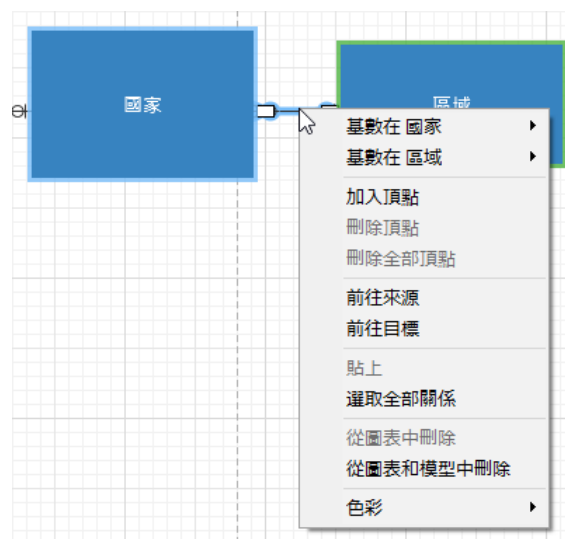 國家
區域
基數在 國家
基數在 區域
加入頂點
刪除頂點
刪除全部頂點
前往來源
前往目標
貼上
選取全部關係
從圖表中刪除
從圖表和模型中刪除
色彩